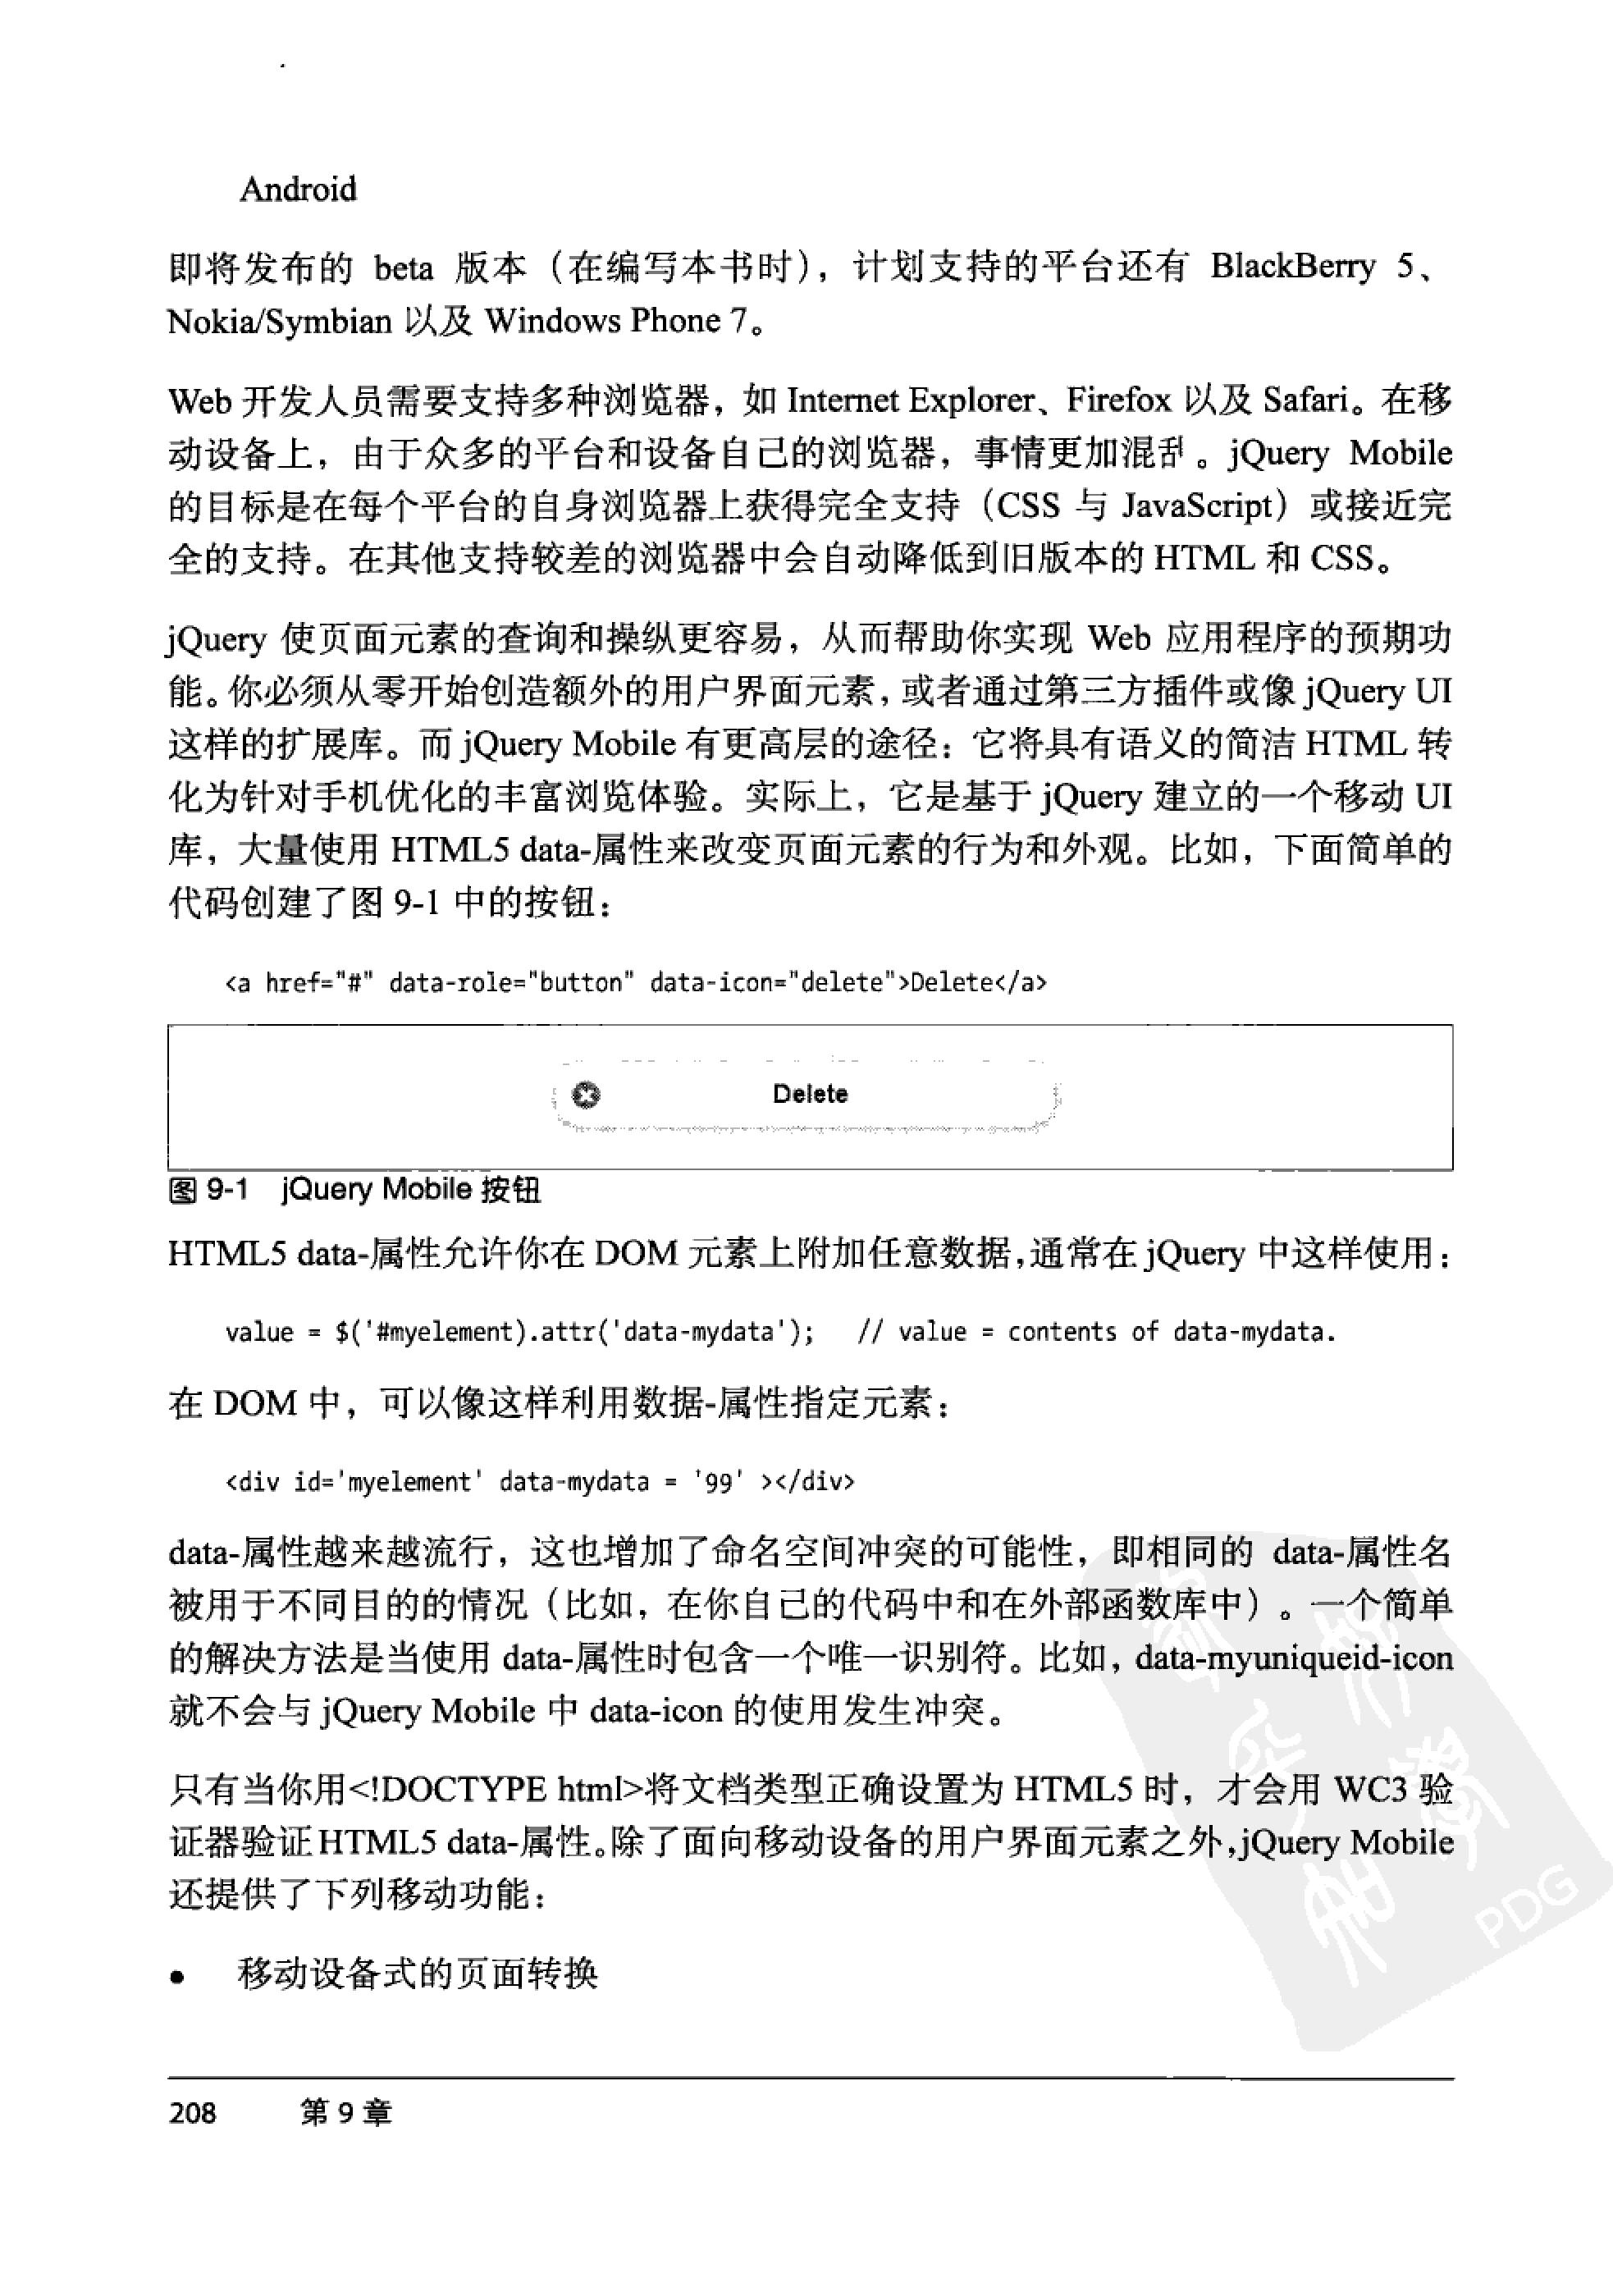 Android
即将发布的 beta 版本（在编写本书时），计划支持的平台还有 BlackBerry 5、
Nokia/Symbian 以及 Windows Phone 7。
Web 开发人员需要支持多种浏览器，如 Internet Explorer、Firefox 以及 Safari。在移
动设备上，由于众多的平台和设备自己的浏览器，事情更加混乱。jQuery Mobile
的目标是在每个平台的自身浏览器上获得完全支持（CSS 与 JavaScript）或接近完
全的支持。在其他支持较差的浏览器中会自动降低到旧版本的 HTML 和 CSS。
jQuery 使页面元素的查询和操纵更容易，从而帮助你实现 Web 应用程序的预期功
能。你必须从零开始创造额外的用户界面元素，或者通过第三方插件或像 jQuery UI
这样的扩展库。而 jQuery Mobile 有更高层的途径：它将具有语义的简洁 HTML 转
化为针对手机优化的丰富浏览体验。实际上，它是基于 jQuery 建立的一个移动 UI
库，大量使用 HTML5 data-属性来改变页面元素的行为和外观。比如，下面简单的
代码创建了图 9-1 中的按钮：
<a href="#" data-role="button" data-icon="delete">Delete</a>
Delete
图 9-1 jQuery Mobile 按钮
HTML5 data-属性允许你在 DOM 元素上附加任意数据，通常在 jQuery 中这样使用：
value = $('#myelement).attr('data-mydata'); // value = contents of data-mydata.
在 DOM 中，可以像这样利用数据-属性指定元素：
<div id='myelement' data-mydata = '99' ></div>
data-属性越来越流行，这也增加了命名空间冲突的可能性，即相同的 data-属性名
被用于不同目的的情况（比如，在你自己的代码中和在外部函数库中）。一个简单
的解决方法是当使用 data-属性时包含一个唯一识别符。比如，data-myuniqueid-icon
就不会与 jQuery Mobile 中 data-icon 的使用发生冲突。
只有当你用<!DOCTYPE html>将文档类型正确设置为 HTML5 时，才会用 WC3 验
证器验证 HTML5 data-属性。除了面向移动设备的用户界面元素之外，jQuery Mobile
还提供了下列移动功能：
● 移动设备式的页面转换
PDG
208 第 9 章